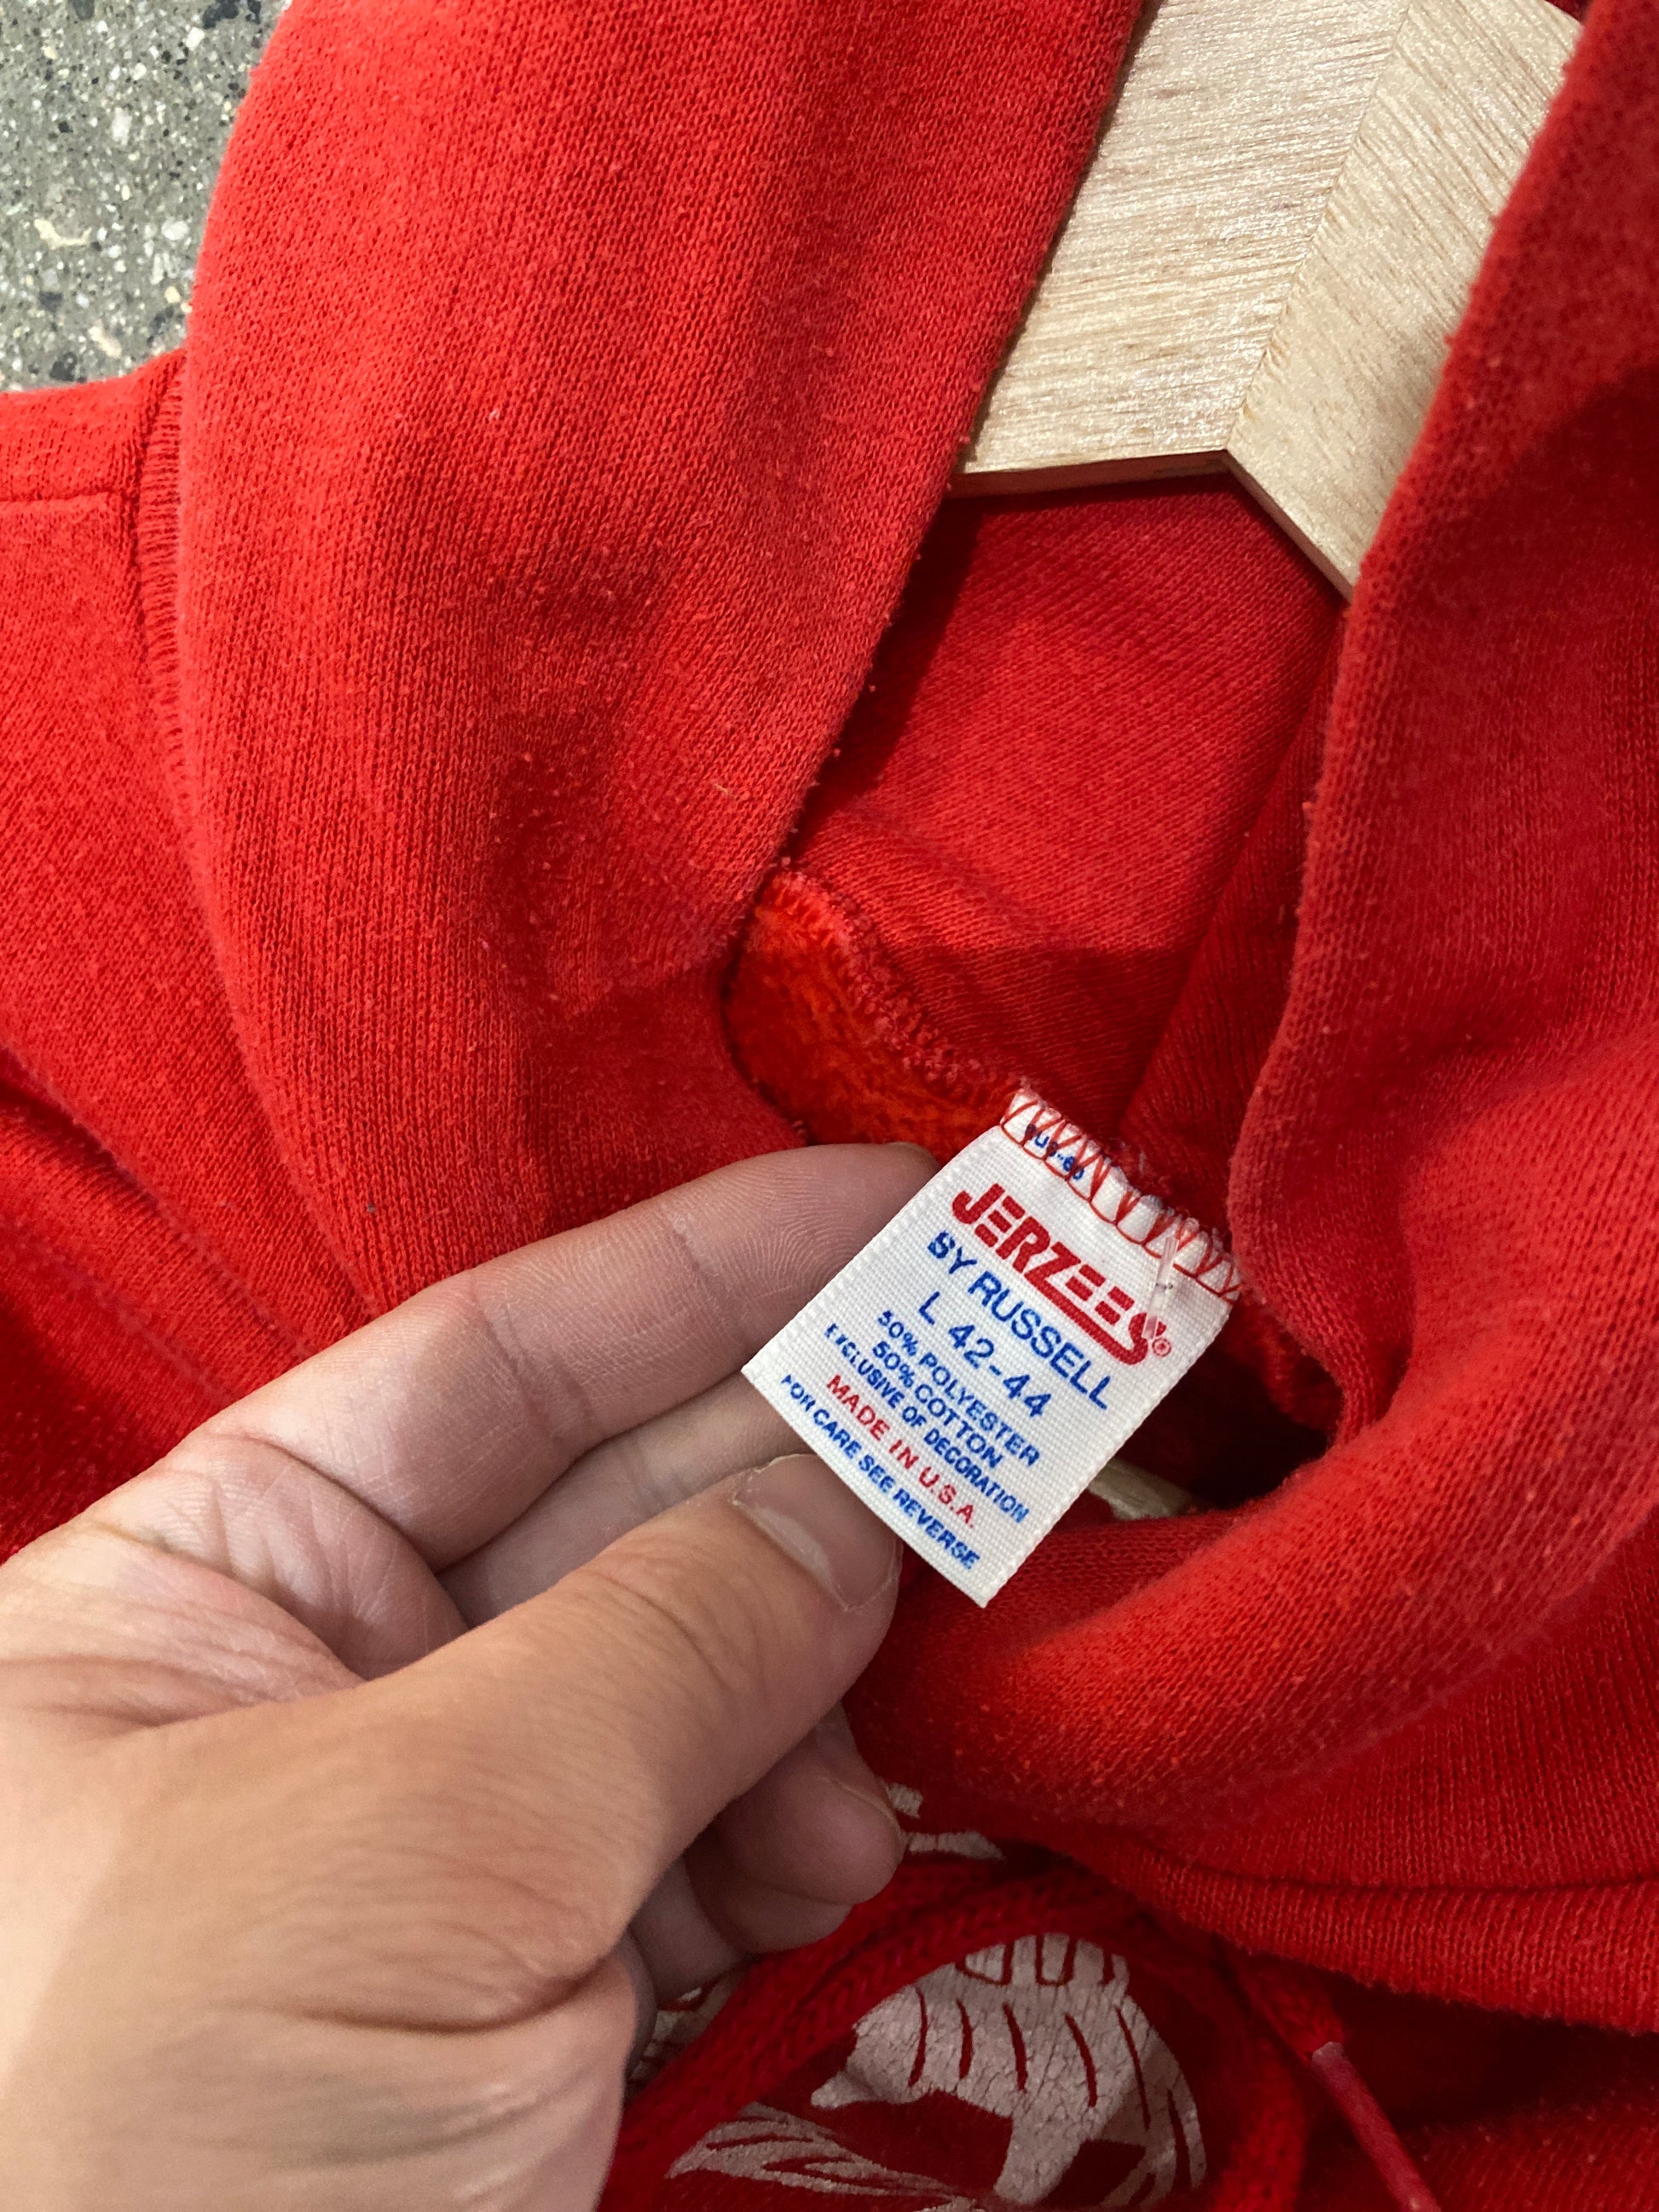 JERZEES®
BY RUSSELL
L 42-44
50% POLYESTER
50% COTTON
EXCLUSIVE OF DECORATION
MADE IN U.S.A.
FOR CARE SEE REVERSE